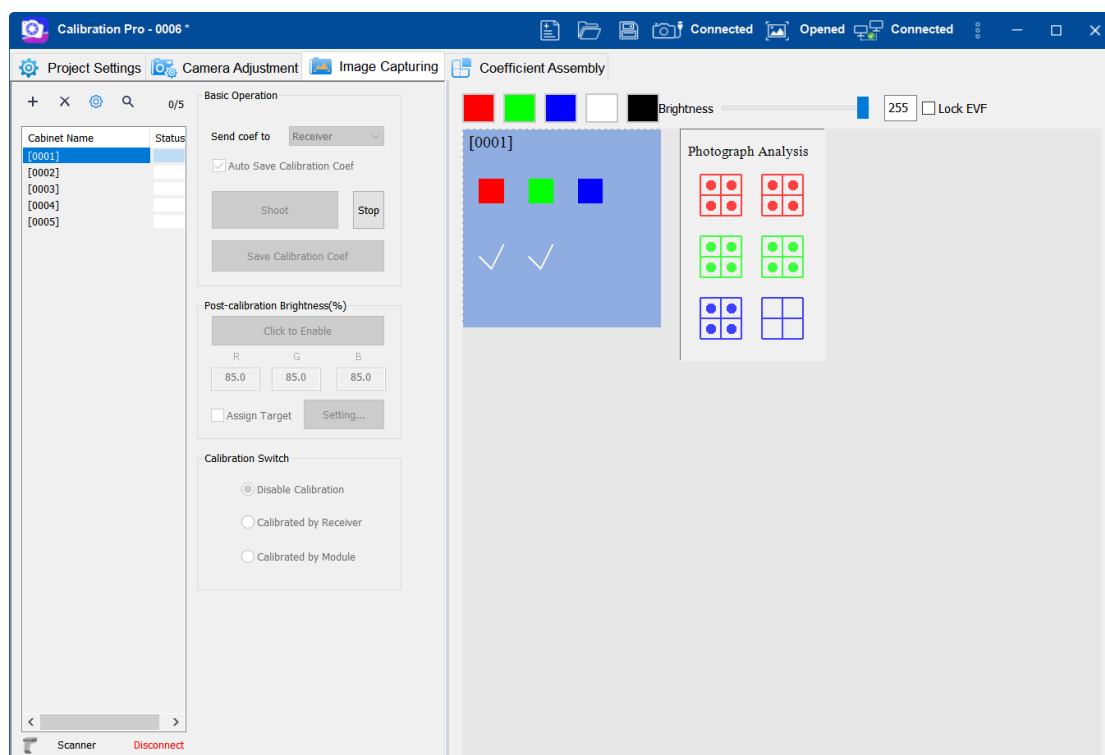 Calibration Pro - 0006 *
Connected
Opened
Connected
Project Settings
Camera Adjustment
Image Capturing
Coefficient Assembly
0/5
Cabinet Name Status
[0001]
[0002]
[0003]
[0004]
[0005]
Scanner Disconnect
Basic Operation
Send coef to Receiver
Auto Save Calibration Coef
Shoot Stop
Save Calibration Coef
Post-calibration Brightness(%)
Click to Enable
R G B
85.0 85.0 85.0
Assign Target Setting...
Calibration Switch
Disable Calibration
Calibrated by Receiver
Calibrated by Module
Brightness 255 Lock EVF
[0001]
Photograph Analysis